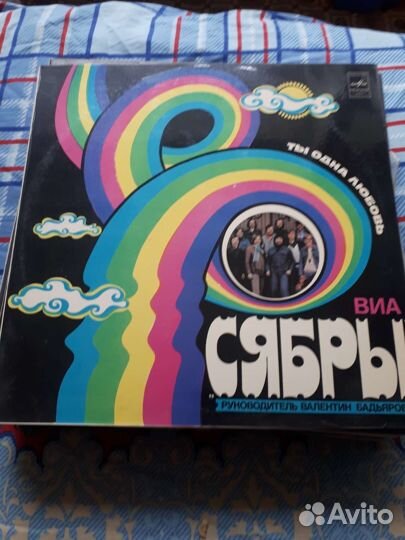 ТЫ ОДНА ЛЮБОВЬ
ВИА
„СЯБРЫ
РУКОВОДИТЕЛЬ ВАЛЕНТИН БАДЬЯРОВ
Avito